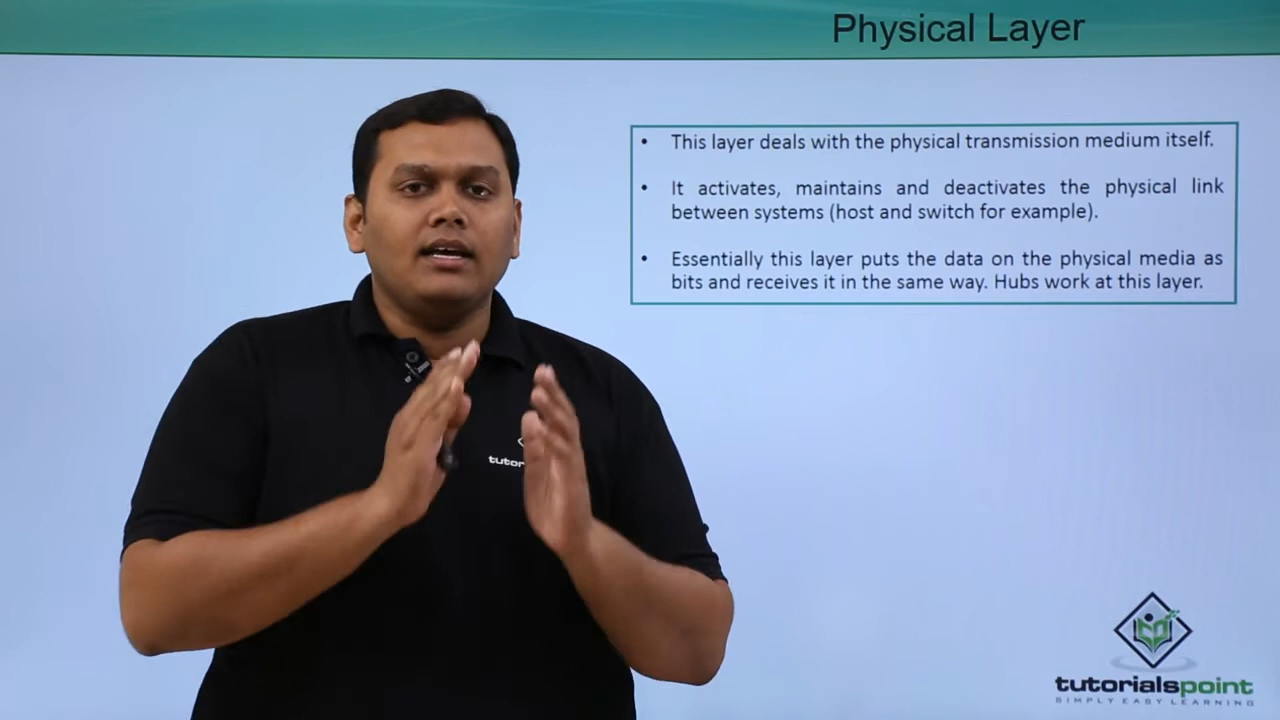 Physical Layer
• This layer deals with the physical transmission medium itself.
• It activates, maintains and deactivates the physical link
between systems (host and switch for example).
• Essentially this layer puts the data on the physical media as
bits and receives it in the same way. Hubs work at this layer.
tutor
tutorialspoint
SIMPLY EASY LEARNING